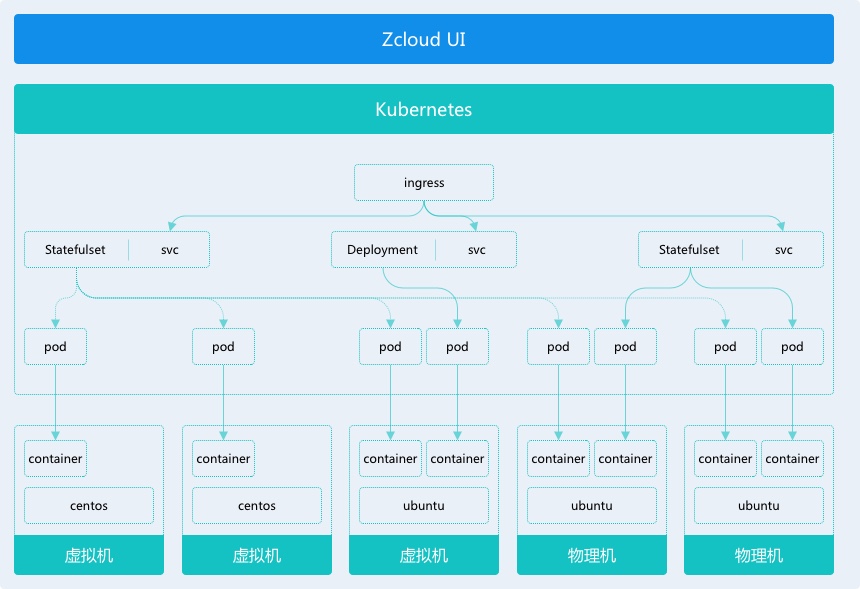 Zcloud UI
Kubernetes
ingress
Statefulset svc
Deployment svc
Statefulset svc
pod pod pod pod pod pod pod pod
container container container container container container container container
centos centos ubuntu ubuntu ubuntu
虚拟机 虚拟机 虚拟机 物理机 物理机